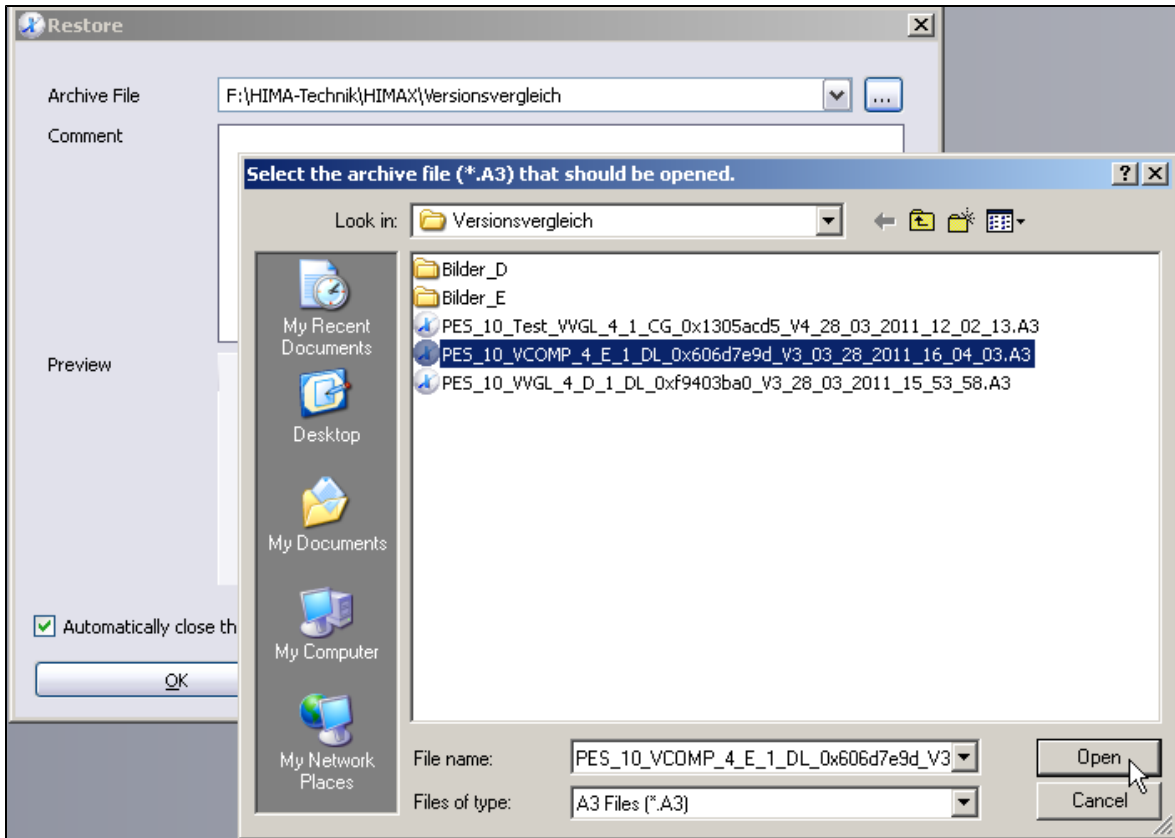 Restore
Archive File
F:\HIMA-Technik\HIMAX\Versionsvergleich
...
Comment
Select the archive file (*.A3) that should be opened.
Look in:
Versionsvergleich
My Recent
Documents
Desktop
My Documents
My Computer
My Network
Places
Bilder_D
Bilder_E
PES_10_Test_VVGL_4_1_CG_0x1305acd5_V4_28_03_2011_12_02_13.A3
PES_10_VCOMP_4_E_1_DL_0x606d7e9d_V3_03_28_2011_16_04_03.A3
PES_10_VVGL_4_D_1_DL_0xf9403ba0_V3_28_03_2011_15_53_58.A3
Preview
Automatically close th
OK
File name:
PES_10_VCOMP_4_E_1_DL_0x606d7e9d_V3
Open
Files of type:
A3 Files (*.A3)
Cancel